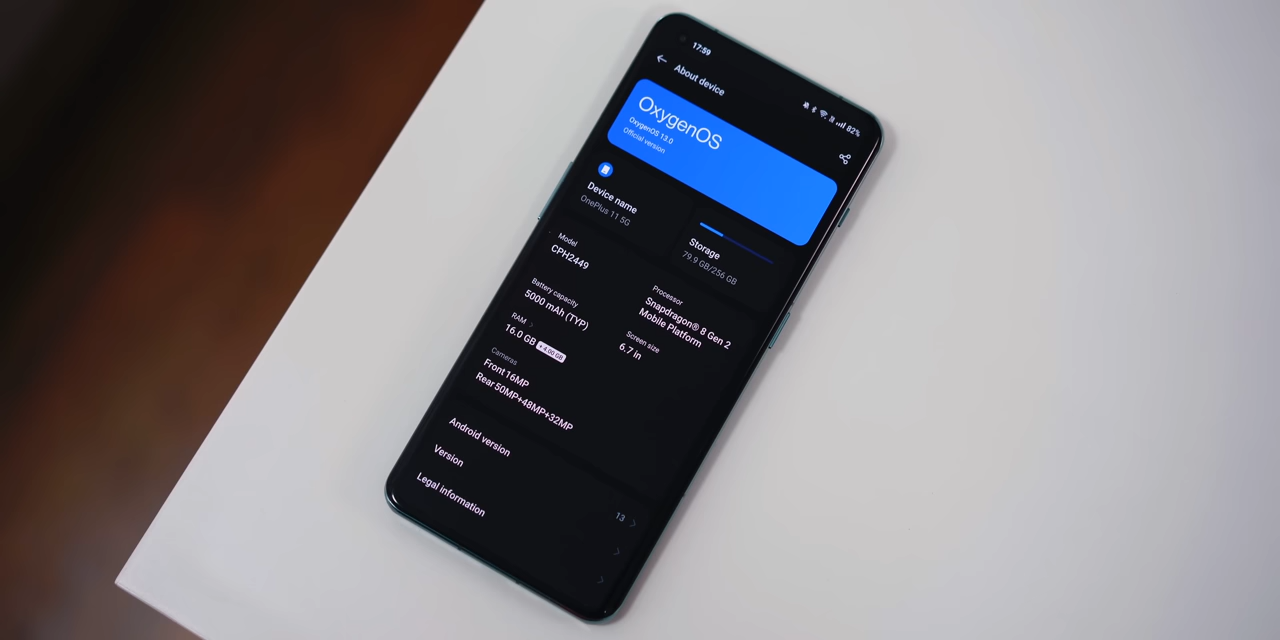 17:59
82%
About device
OxygenOS
OxygenOS 13.0
Official version
Device name
OnePlus 11 5G
Storage
79.9 GB/256 GB
Model
CPH2449
Processor
Snapdragon® 8 Gen 2
Mobile Platform
Battery capacity
5000 mAh (TYP)
Screen size
6.7 in
RAM
16.0 GB + 4.00 GB
Cameras
Front 16MP
Rear 50MP+48MP+32MP
Android version
13
Version
Legal information